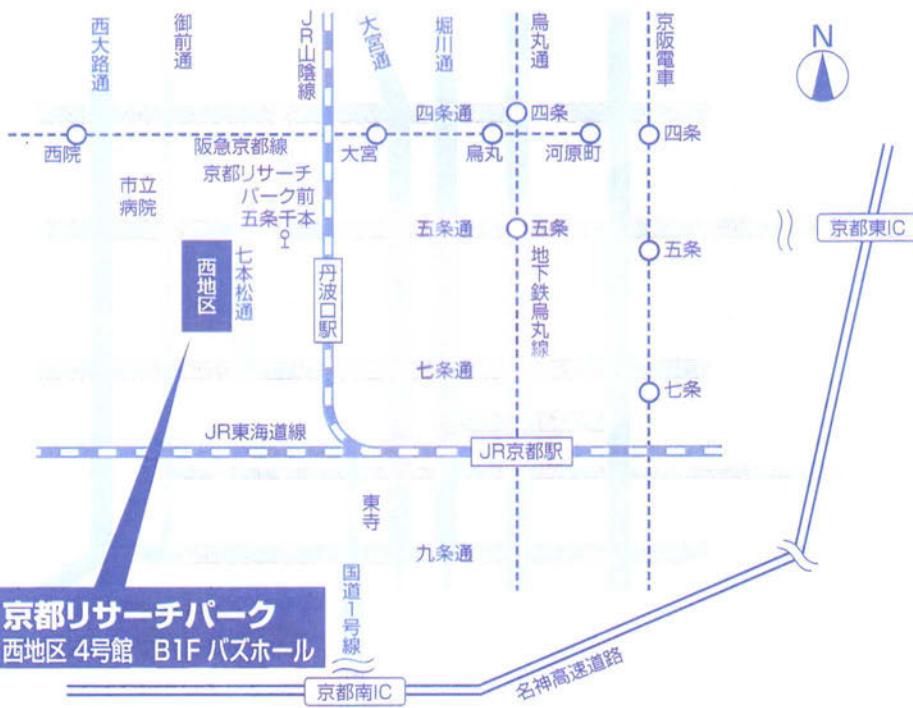 西大路通
御前通
JR山陰線
大宮通
堀川通
烏丸通
京阪電車
N
四条通
四条
四条
西院
阪急京都線
大宮
烏丸
河原町
市立
病院
京都リサーチ
パーク前
五条千本
五条通
五条
五条
京都東IC
西地区
七本松通
丹波口駅
地下鉄烏丸線
七条通
七条
JR東海道線
JR京都駅
東寺
九条通
国道1号線
京都リサーチパーク
西地区 4号館 B1F バズホール
京都南IC
名神高速道路